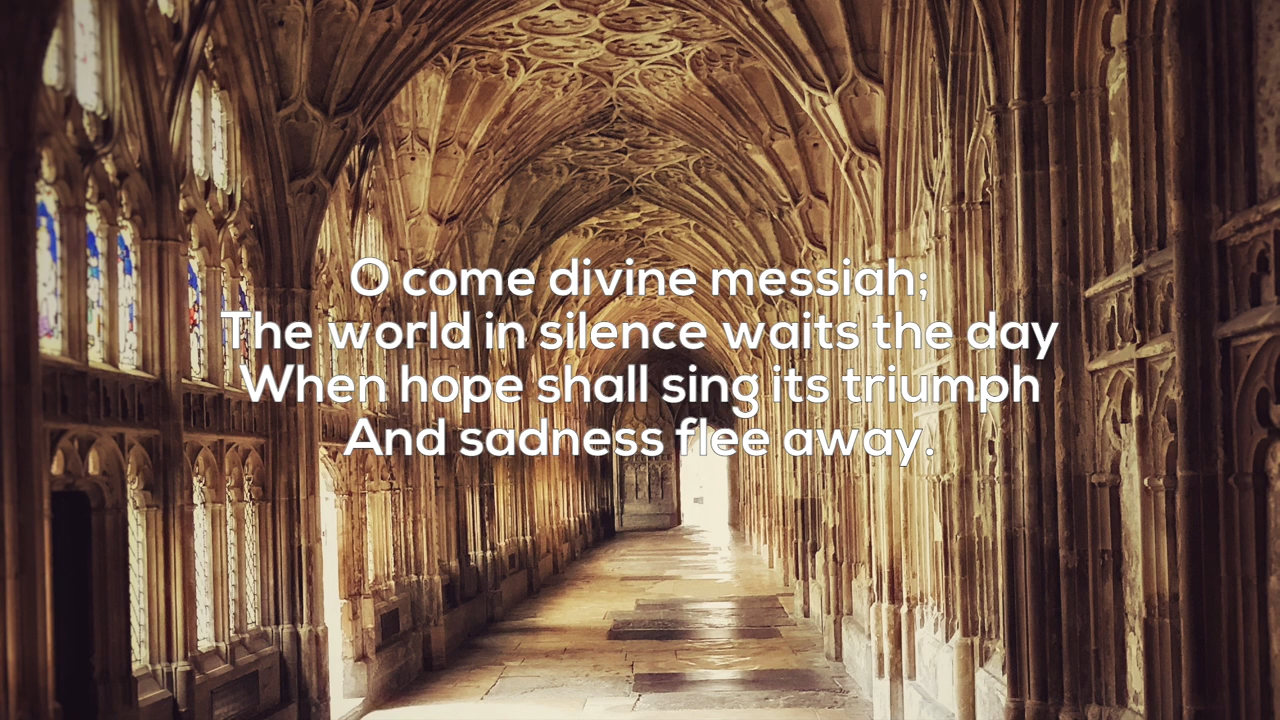 O come divine messiah;
The world in silence waits the day
When hope shall sing its triumph
And sadness flee away.